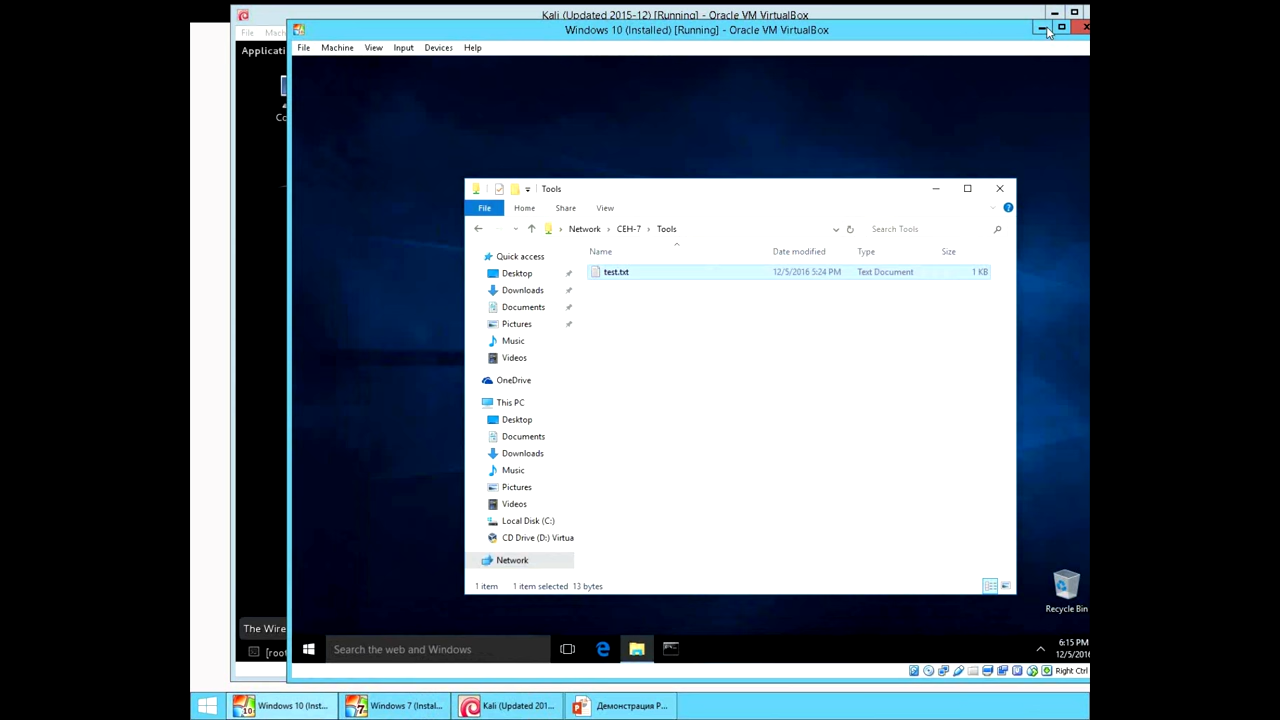 Kali (Updated 2015-12) [Running] - Oracle VM VirtualBox
File Mach
Windows 10 (Installed) [Running] - Oracle VM VirtualBox
File Machine View Input Devices Help
Applicati
Co
Tools
File Home Share View
Network CEH-7 Tools
Search Tools
Name Date modified Type Size
test.txt 12/5/2016 5:24 PM Text Document 1 KB
Quick access
Desktop
Downloads
Documents
Pictures
Music
Videos
OneDrive
This PC
Desktop
Documents
Downloads
Music
Pictures
Videos
Local Disk (C:)
CD Drive (D:) Virtua
Network
1 item 1 item selected 13 bytes
Recycle Bin
The Wire
[root
Search the web and Windows
6:15 PM
12/5/2016
Right Ctrl
Windows 10 (Inst...
Windows 7 (Instal...
Kali (Updated 201...
Демонстрация P...